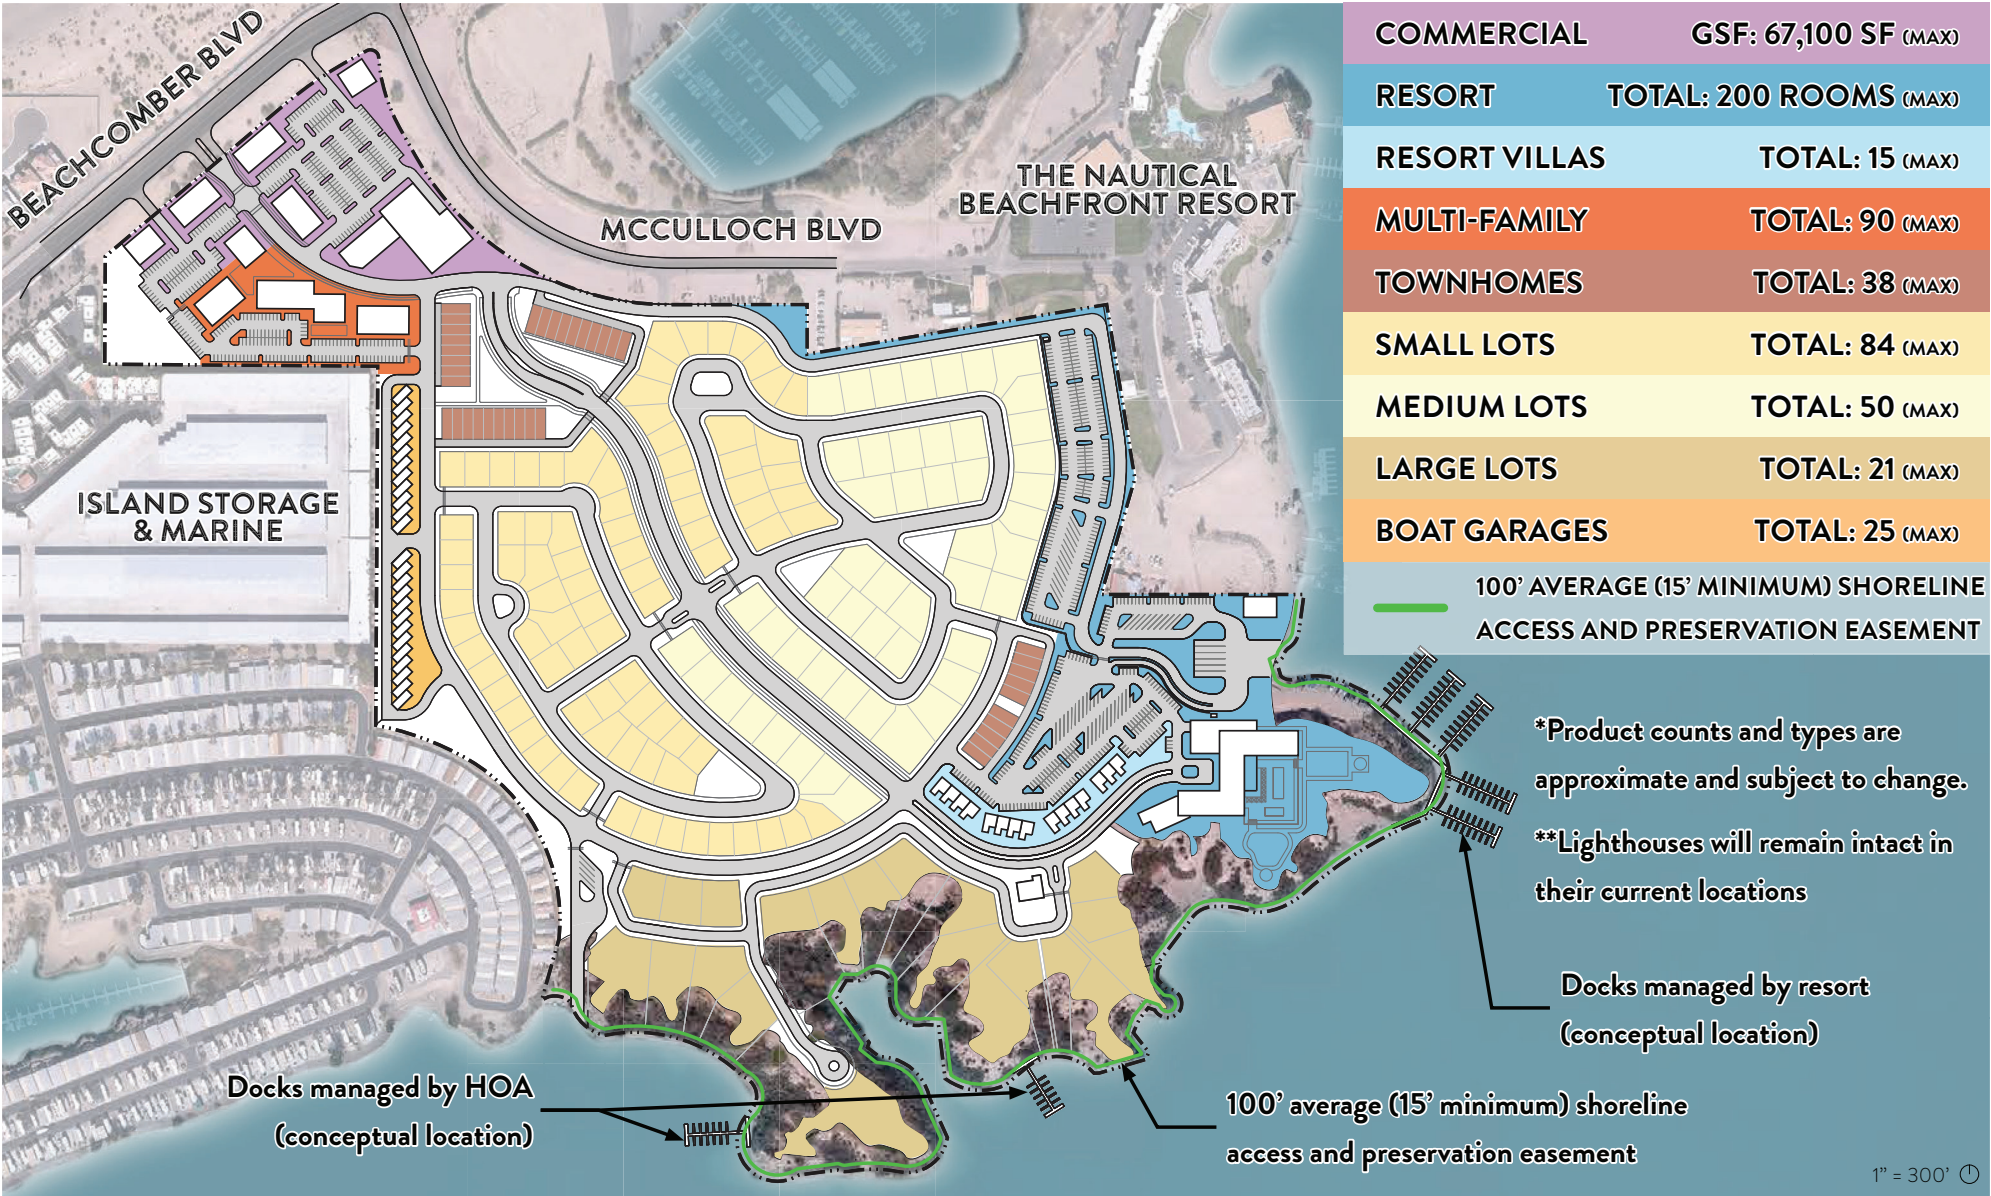 BEACHCOMBER BLVD
MCCULLOCH BLVD
THE NAUTICAL
BEACHFRONT RESORT
ISLAND STORAGE
& MARINE
COMMERCIAL GSF: 67,100 SF (MAX)
RESORT TOTAL: 200 ROOMS (MAX)
RESORT VILLAS TOTAL: 15 (MAX)
MULTI-FAMILY TOTAL: 90 (MAX)
TOWNHOMES TOTAL: 38 (MAX)
SMALL LOTS TOTAL: 84 (MAX)
MEDIUM LOTS TOTAL: 50 (MAX)
LARGE LOTS TOTAL: 21 (MAX)
BOAT GARAGES TOTAL: 25 (MAX)
100' AVERAGE (15' MINIMUM) SHORELINE
ACCESS AND PRESERVATION EASEMENT
*Product counts and types are
approximate and subject to change.
**Lighthouses will remain intact in
their current locations
Docks managed by resort
(conceptual location)
Docks managed by HOA
(conceptual location)
100' average (15' minimum) shoreline
access and preservation easement
1" = 300'